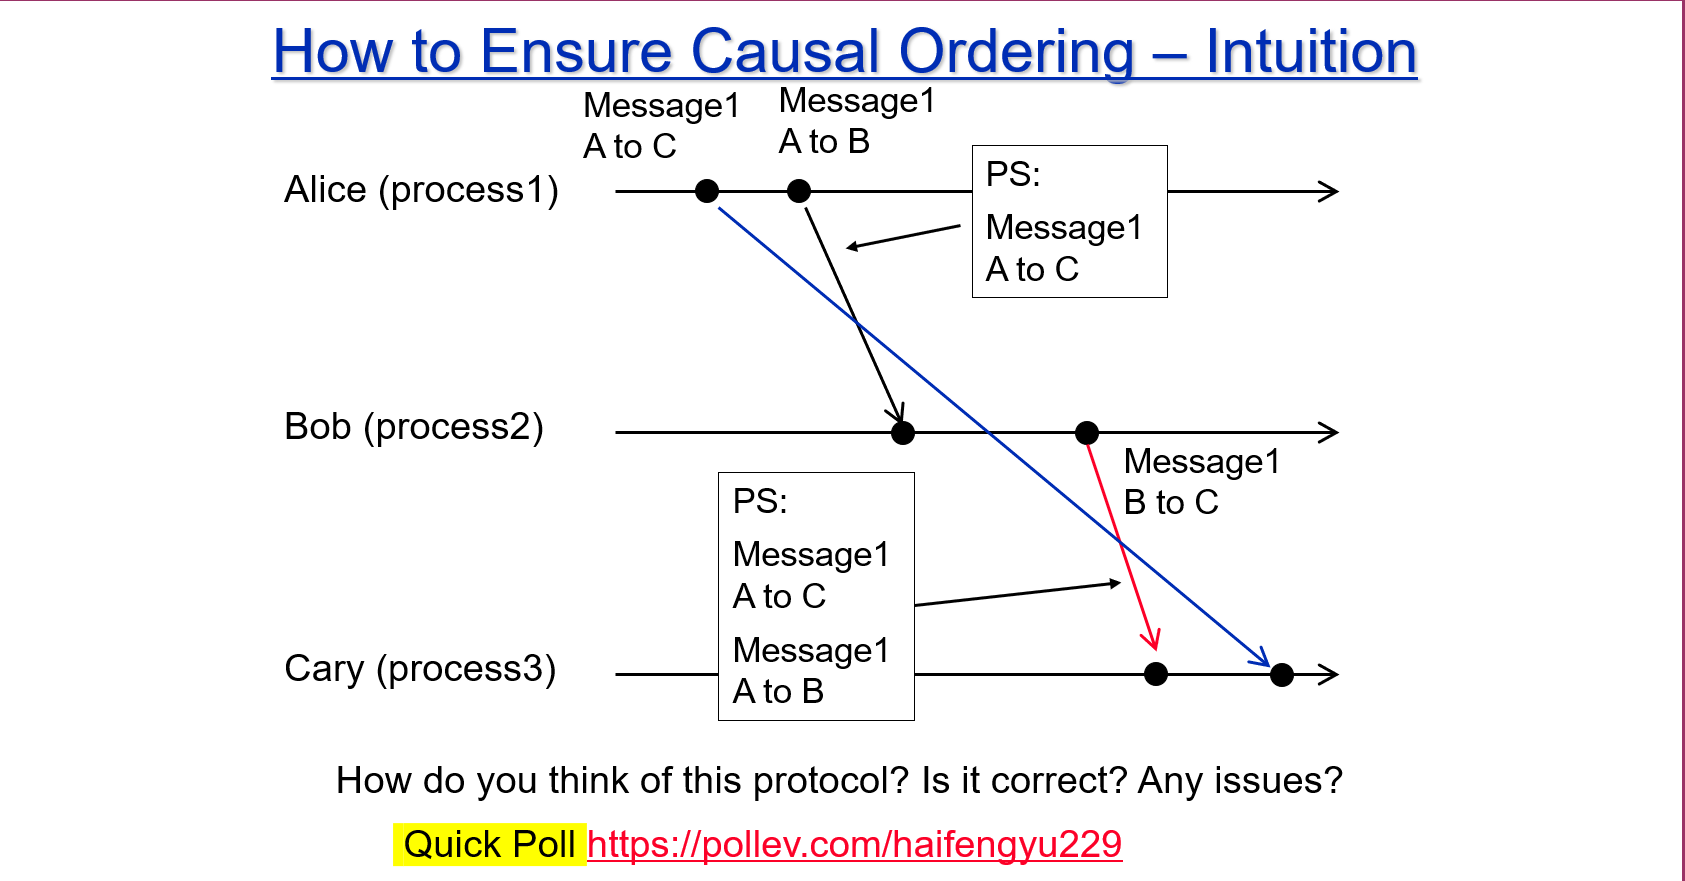 How to Ensure Causal Ordering – Intuition
Message1
A to C
Message1
A to B
Alice (process1)
PS:
Message1
A to C
Bob (process2)
Message1
B to C
PS:
Message1
A to C
Message1
A to B
Cary (process3)
How do you think of this protocol? Is it correct? Any issues?
Quick Poll https://pollev.com/haifengyu229